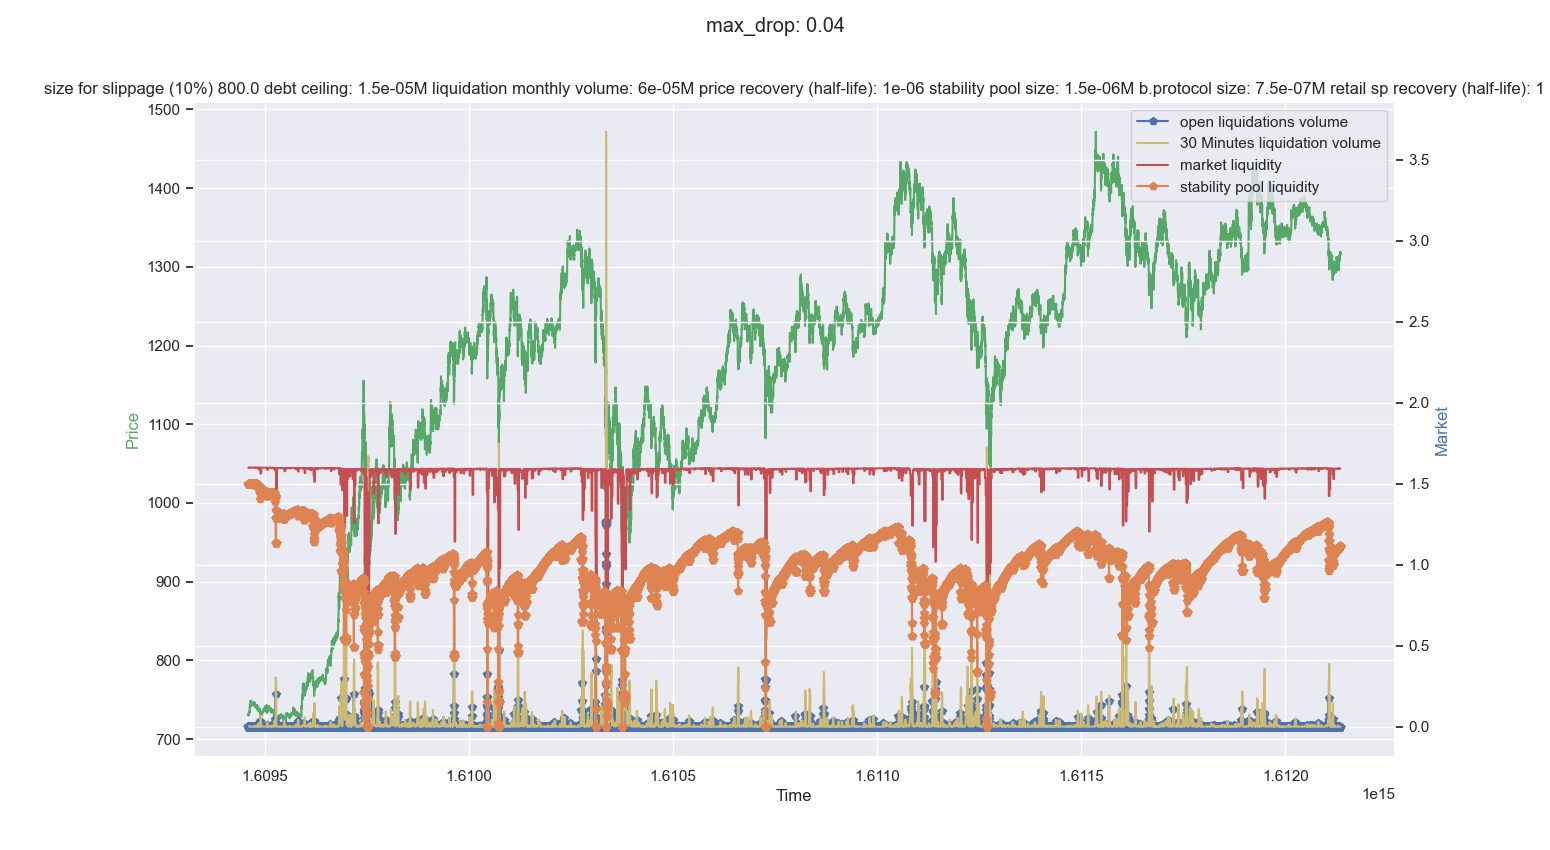 max_drop: 0.04
size for slippage (10%) 800.0 debt ceiling: 1.5e-05M liquidation monthly volume: 6e-05M price recovery (half-life): 1e-06 stability pool size: 1.5e-06M b.protocol size: 7.5e-07M retail sp recovery (half-life): 1
open liquidations volume
30 Minutes liquidation volume
market liquidity
stability pool liquidity
1500
1400
1300
1200
1100
1000
900
800
700
Price
3.5
3.0
2.5
2.0
1.5
1.0
0.5
0.0
Market
1.6095 1.6100 1.6105 1.6110 1.6115 1.6120
Time
1e15